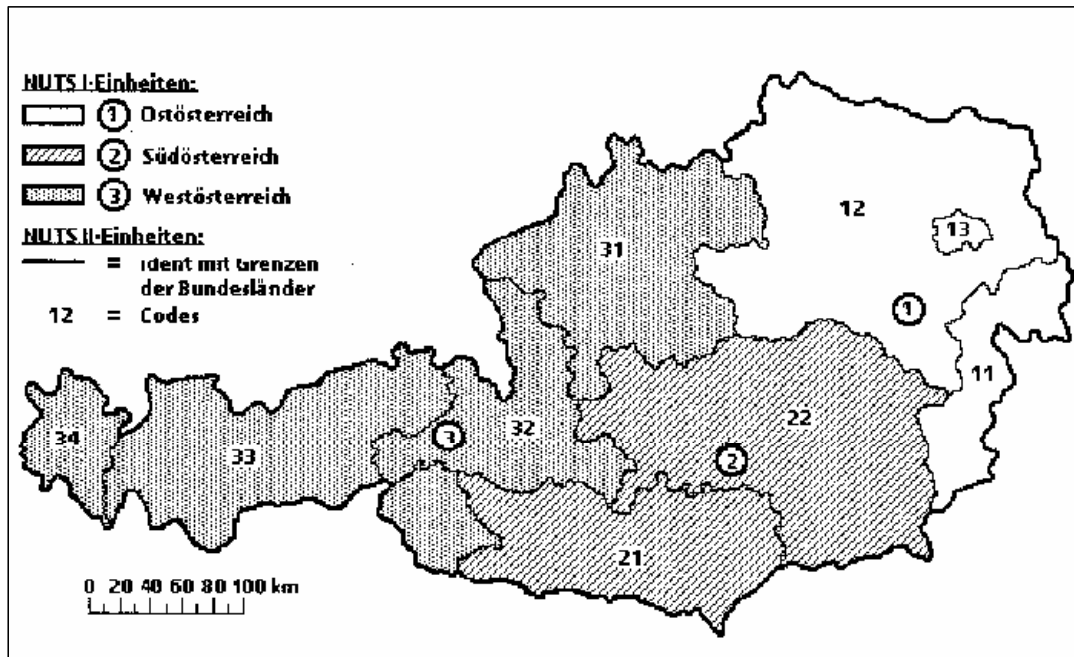 NUTS I-Einheiten:
1 Ostösterreich
2 Südösterreich
3 Westösterreich
NUTS II-Einheiten:
= Ident mit Grenzen
der Bundesländer
12 = Codes
12
13
31
1
11
34
33
3
32
22
2
21
0 20 40 60 80 100 km